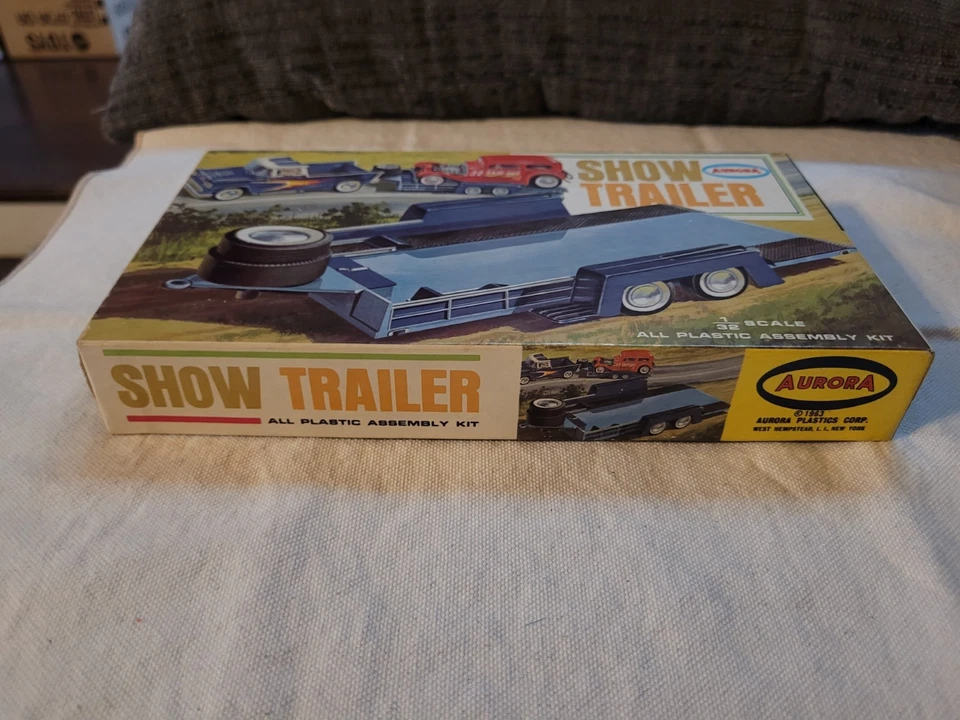 SHOW
AURORA
TRAILER
1/32 SCALE
ALL PLASTIC ASSEMBLY KIT
SHOW TRAILER
ALL PLASTIC ASSEMBLY KIT
AURORA
©1963
AURORA PLASTICS CORP.
WEST HEMPSTEAD, L. I., NEW YORK